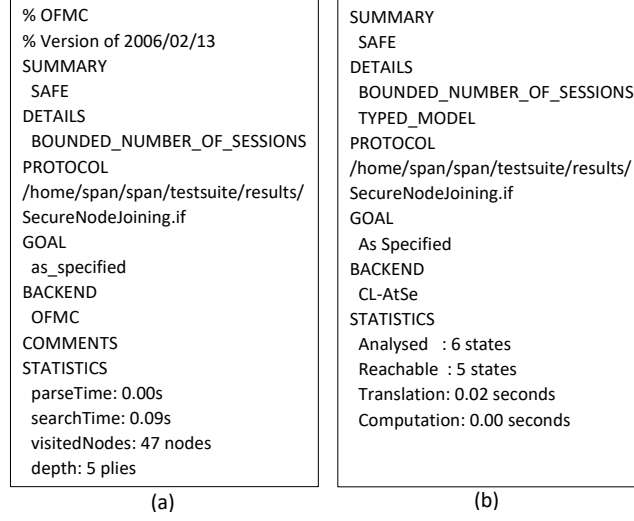 % OFMC
% Version of 2006/02/13
SUMMARY
SAFE
DETAILS
BOUNDED_NUMBER_OF_SESSIONS
PROTOCOL
/home/span/span/testsuite/results/
SecureNodeJoining.if
GOAL
as_specified
BACKEND
OFMC
COMMENTS
STATISTICS
parseTime: 0.00s
searchTime: 0.09s
visitedNodes: 47 nodes
depth: 5 plies
(a)
SUMMARY
SAFE
DETAILS
BOUNDED_NUMBER_OF_SESSIONS
TYPED_MODEL
PROTOCOL
/home/span/span/testsuite/results/
SecureNodeJoining.if
GOAL
As Specified
BACKEND
CL-AtSe
STATISTICS
Analysed : 6 states
Reachable : 5 states
Translation: 0.02 seconds
Computation: 0.00 seconds
(b)